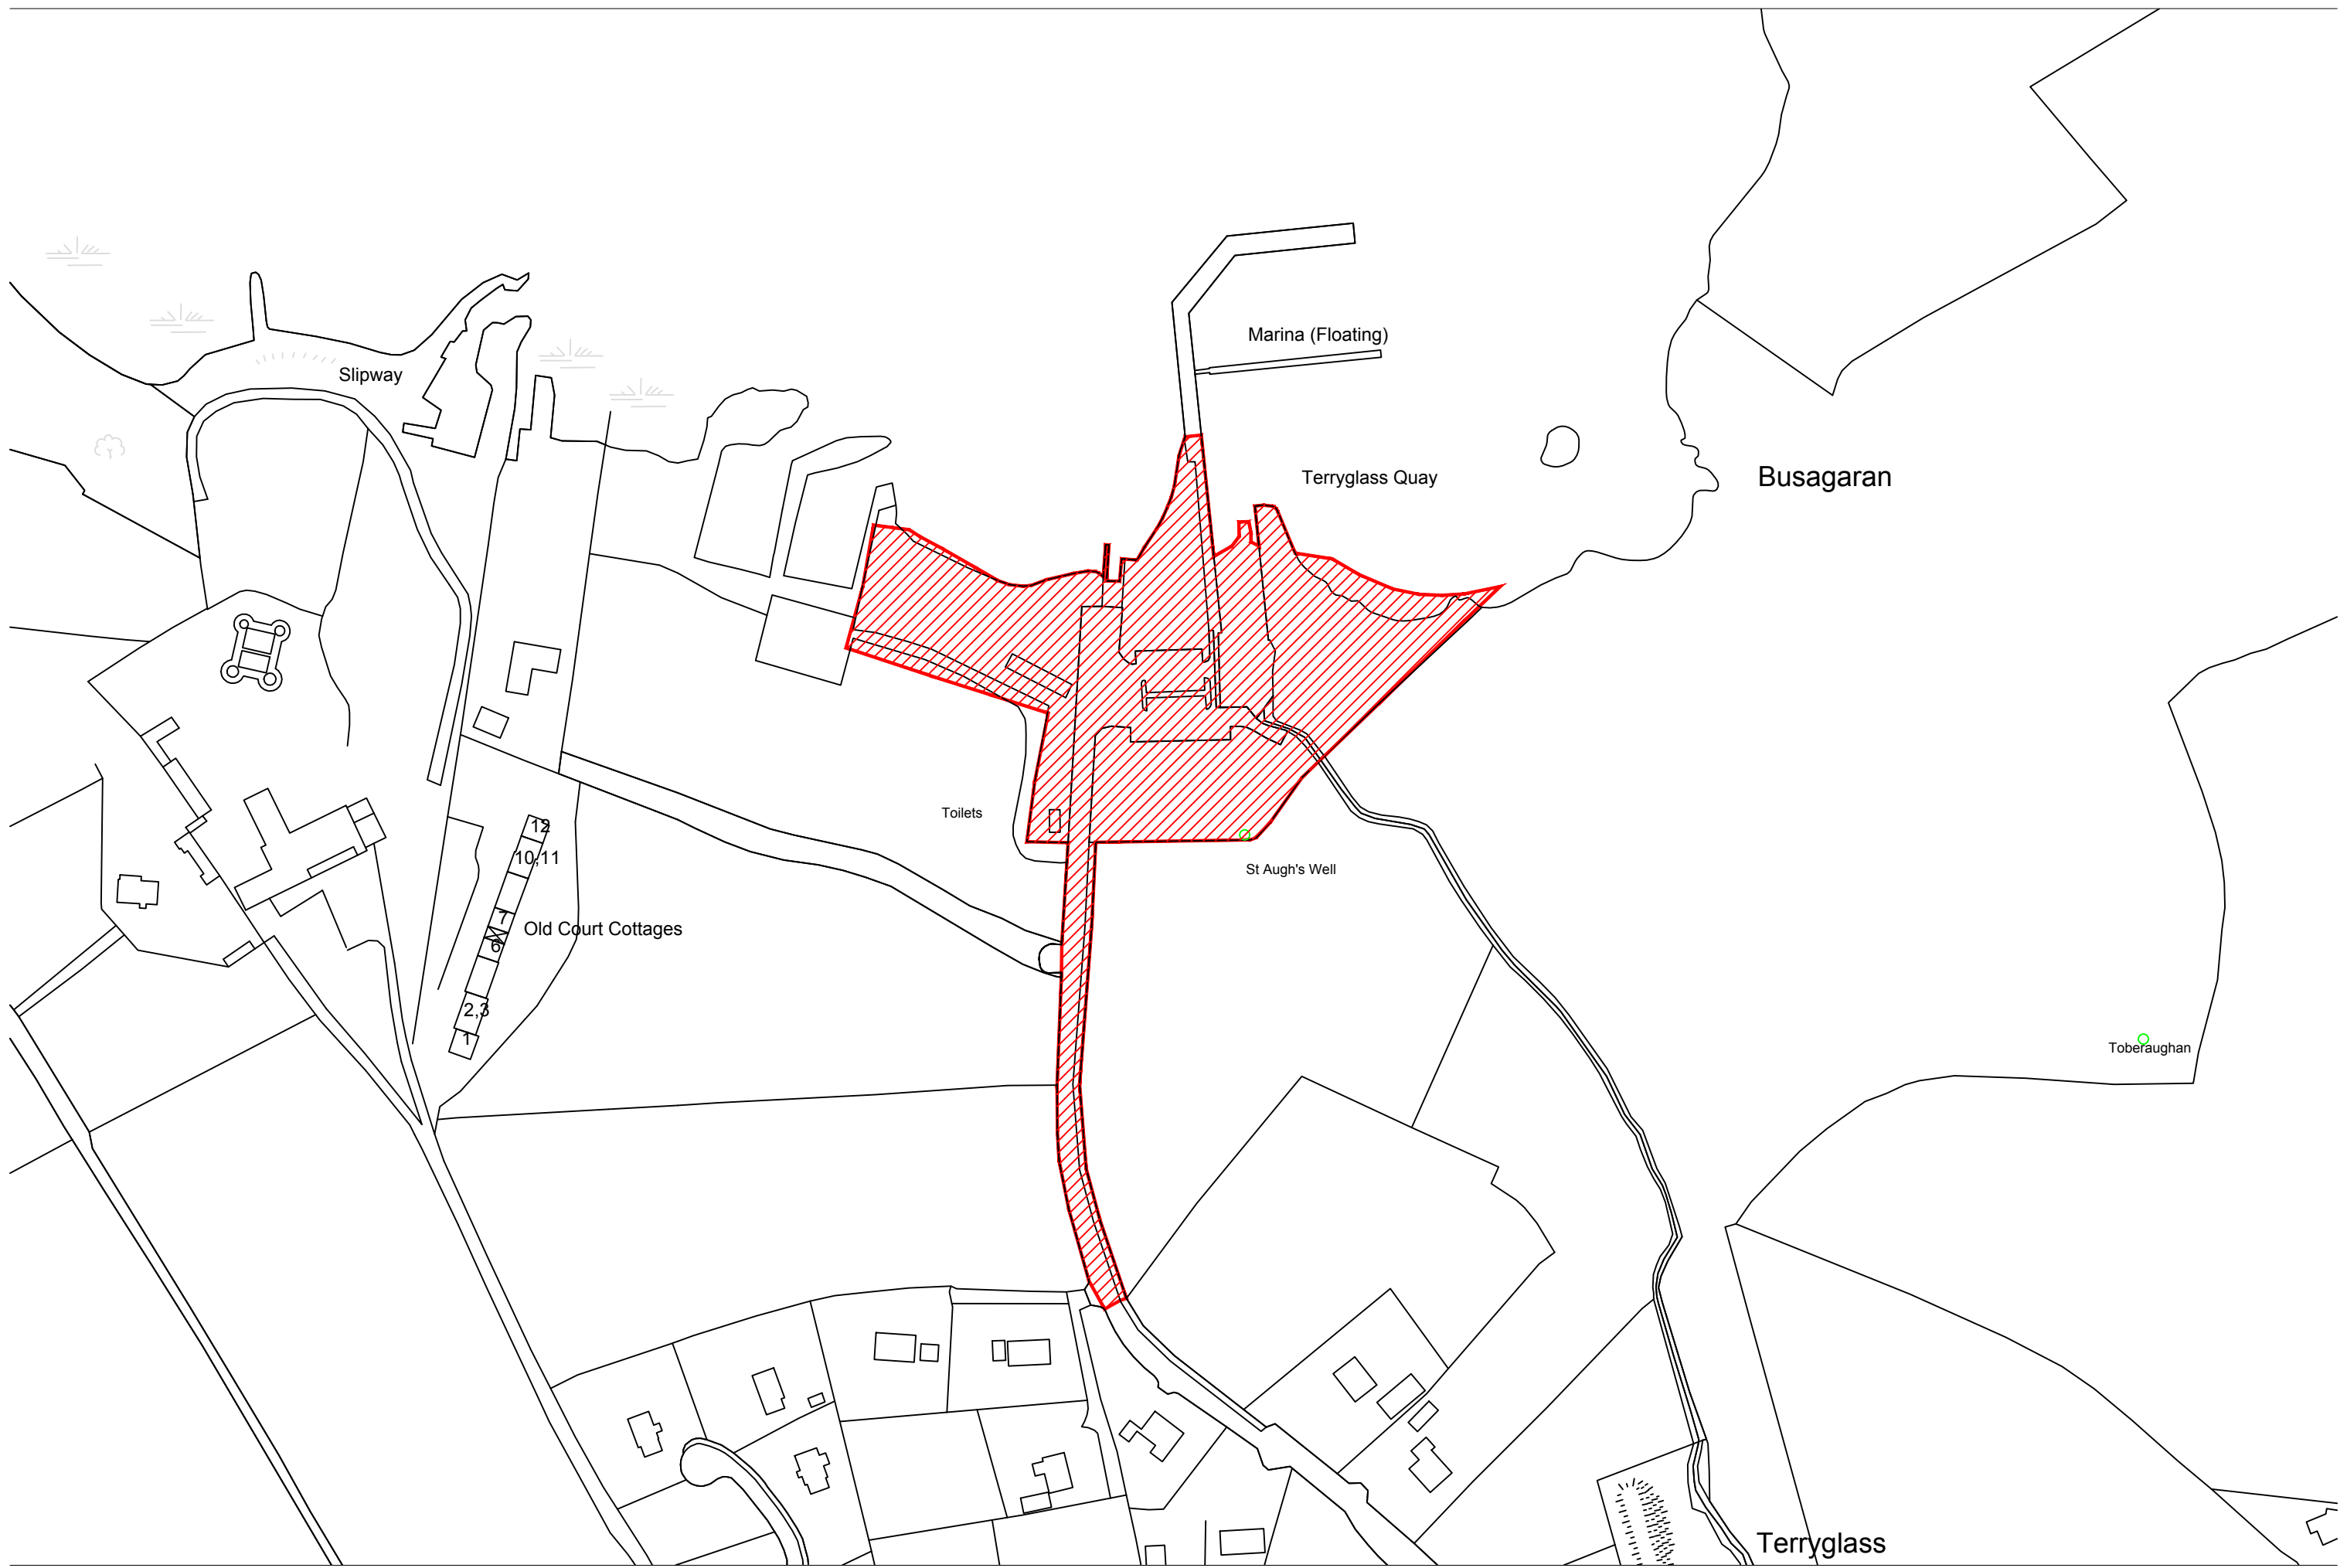 Marina (Floating)
Slipway
Terryglass Quay
Busagaran
Toilets
12
10,11
St Augh's Well
7
Old Court Cottages
6
2,3
1
Toberaughan
Terryglass